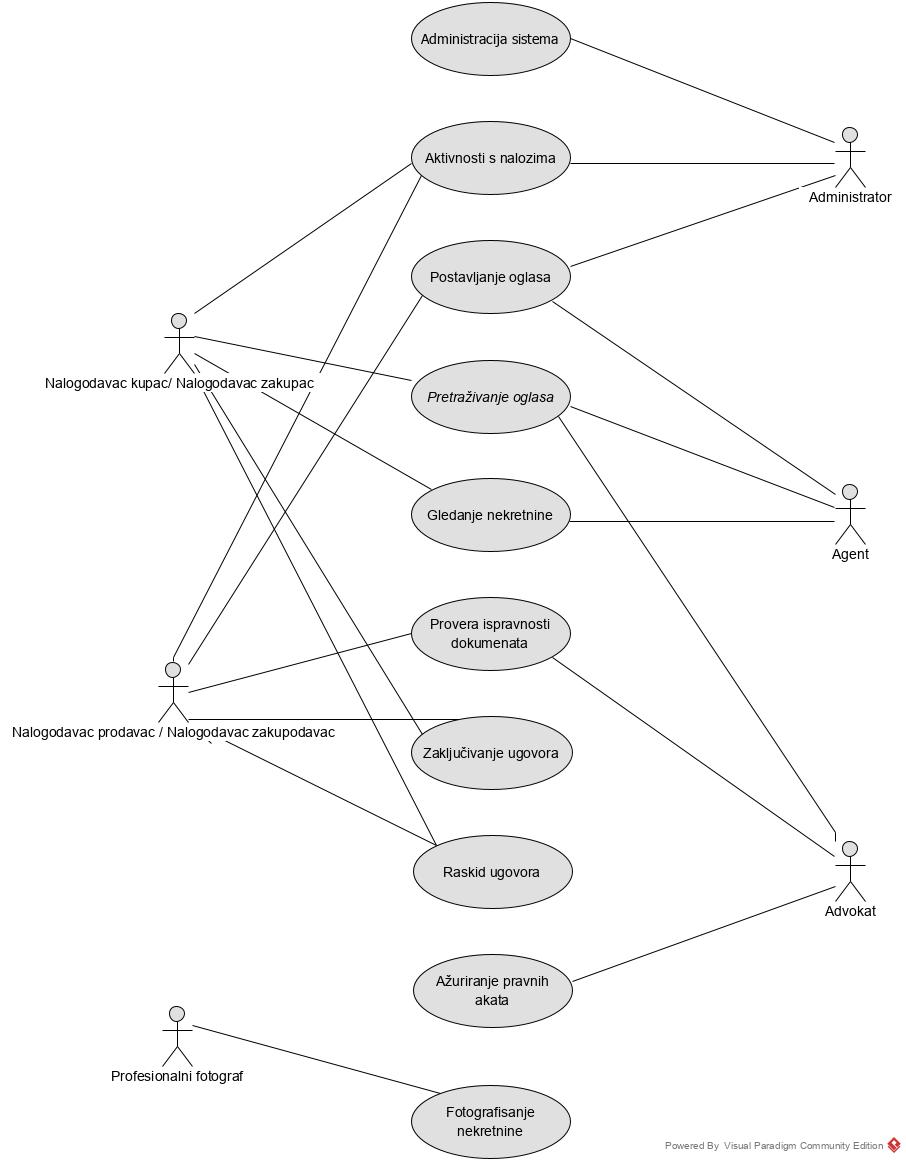 Administracija sistema
Aktivnosti s nalozima
Administrator
Postavljanje oglasa
Nalogodavac kupac/ Nalogodavac zakupac
Pretraživanje oglasa
Gledanje nekretnine
Agent
Provera ispravnosti
dokumenata
Nalogodavac prodavac / Nalogodavac zakupodavac
Zaključivanje ugovora
Raskid ugovora
Advokat
Ažuriranje pravnih
akata
Profesionalni fotograf
Fotografisanje
nekretnine
Powered By Visual Paradigm Community Edition